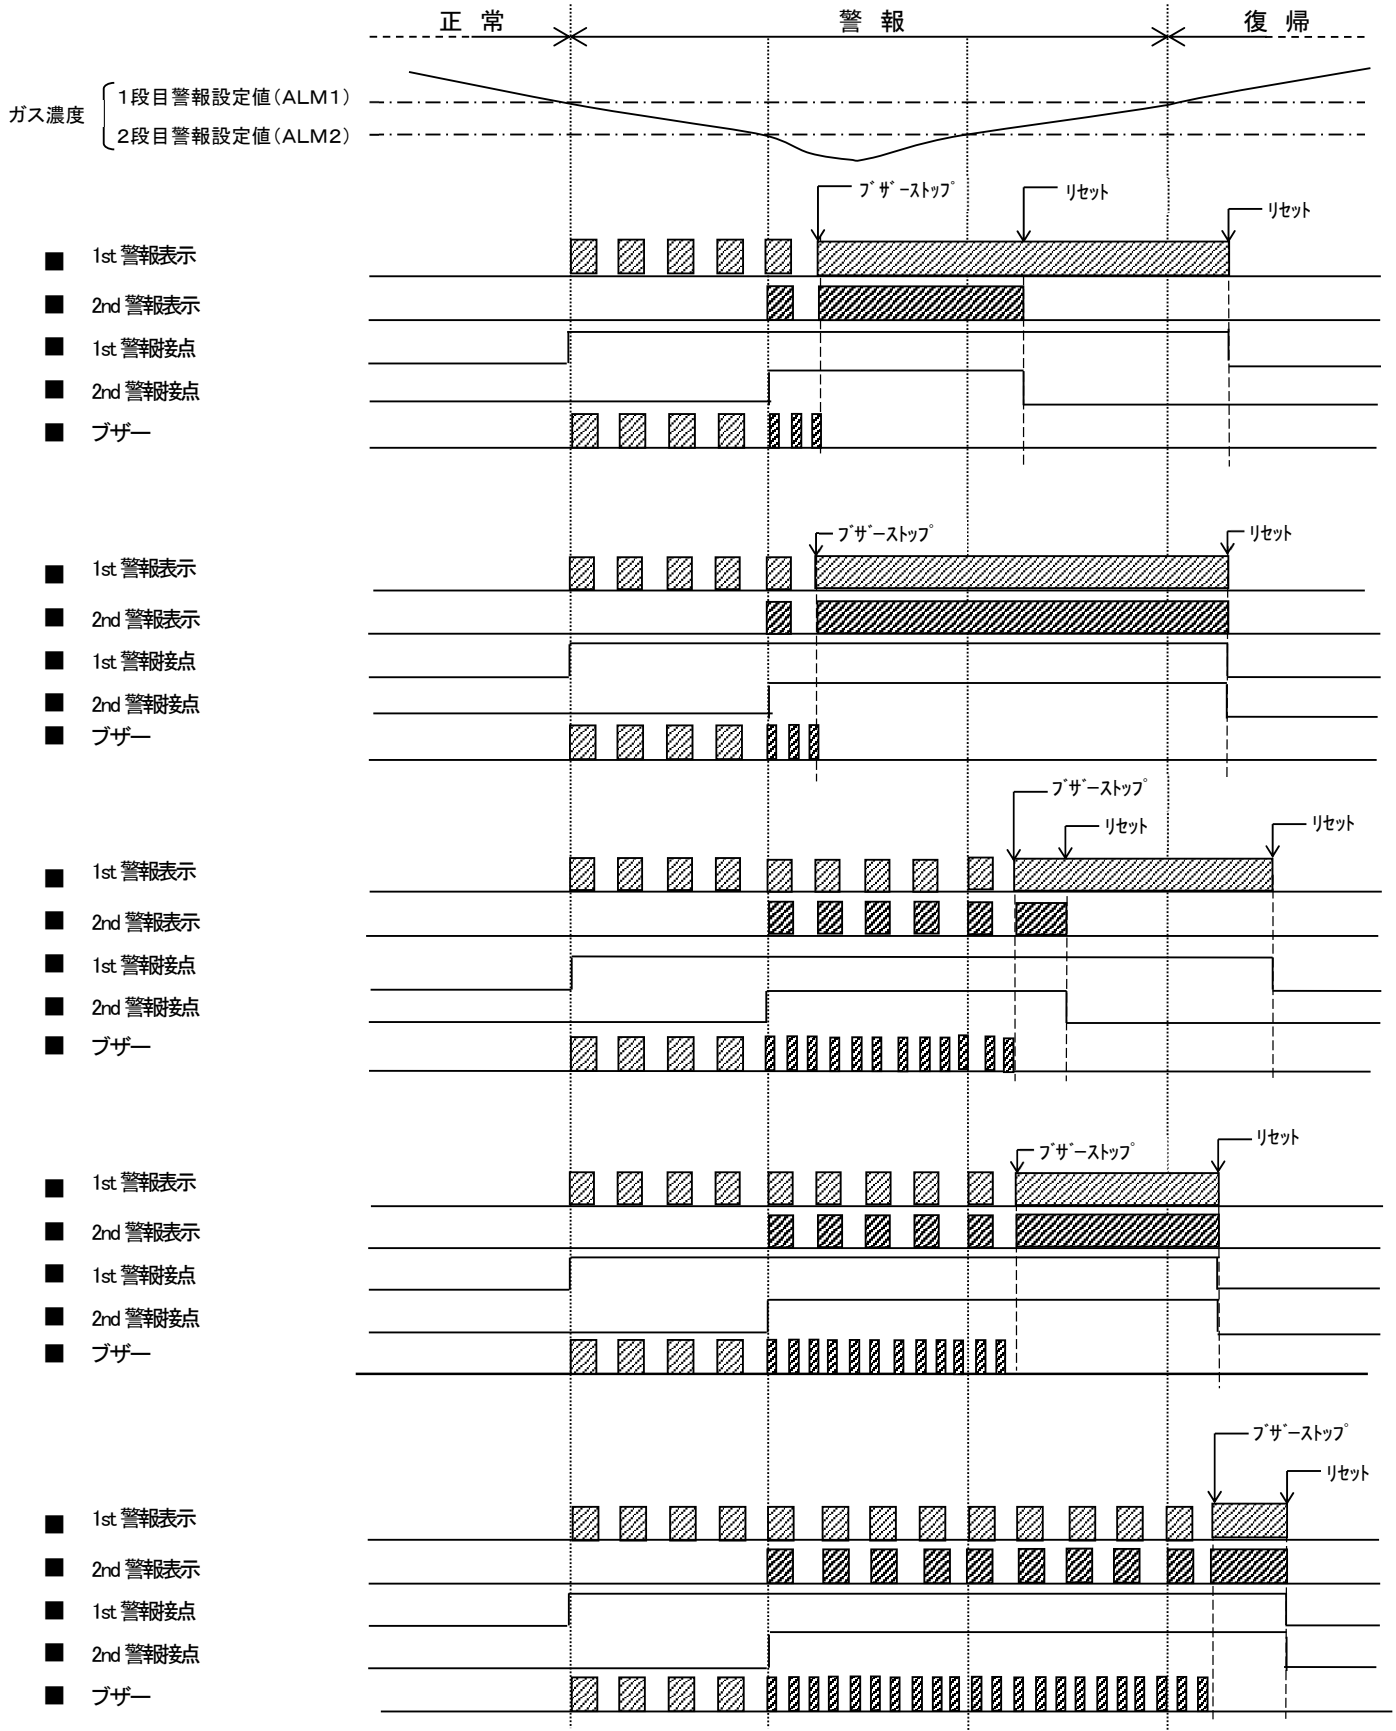 正 常
警 報
復 帰
ガス濃度
1段目警報設定値(ALM1)
2段目警報設定値(ALM2)
ブザーストップ
リセット
リセット
■ 1st 警報表示
■ 2nd 警報表示
■ 1st 警報接点
■ 2nd 警報接点
■ ブザー
ブザーストップ
リセット
■ 1st 警報表示
■ 2nd 警報表示
■ 1st 警報接点
■ 2nd 警報接点
■ ブザー
ブザーストップ
リセット
リセット
■ 1st 警報表示
■ 2nd 警報表示
■ 1st 警報接点
■ 2nd 警報接点
■ ブザー
ブザーストップ
リセット
■ 1st 警報表示
■ 2nd 警報表示
■ 1st 警報接点
■ 2nd 警報接点
■ ブザー
ブザーストップ
リセット
■ 1st 警報表示
■ 2nd 警報表示
■ 1st 警報接点
■ 2nd 警報接点
■ ブザー